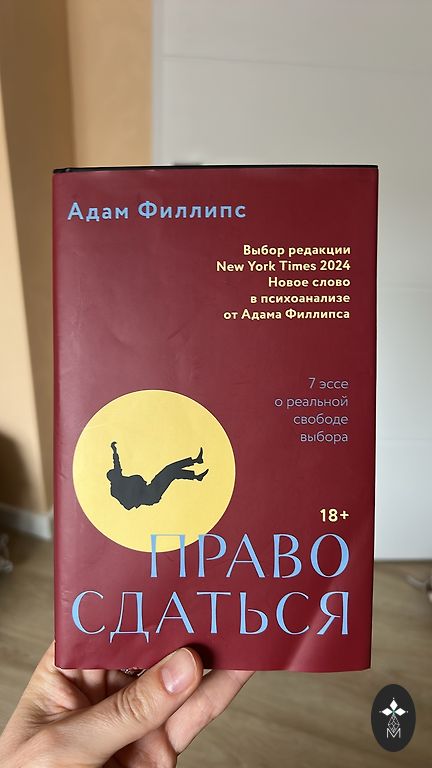 Адам Филлипс
Выбор редакции
New York Times 2024
Новое слово
в психоанализе
от Адама Филлипса
7 эссе
о реальной
свободе
выбора
18+
ПРАВО
СДАТЬСЯ
M